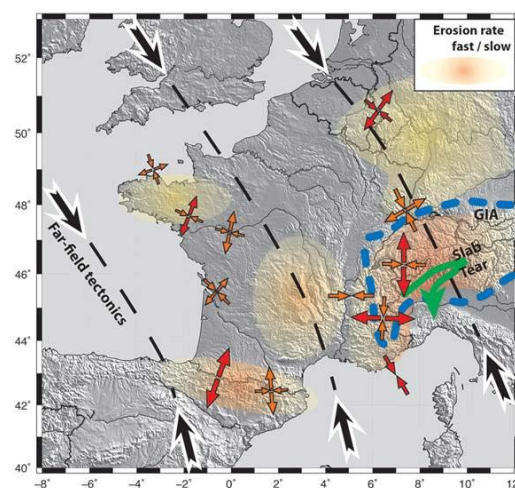 Erosion rate
fast / slow
52°
50°
48°
46°
44°
42°
40°
GIA
Slab
Tear
Far-field tectonics
−8° −6° −4° −2° 0° 2° 4° 6° 8° 10° 12°